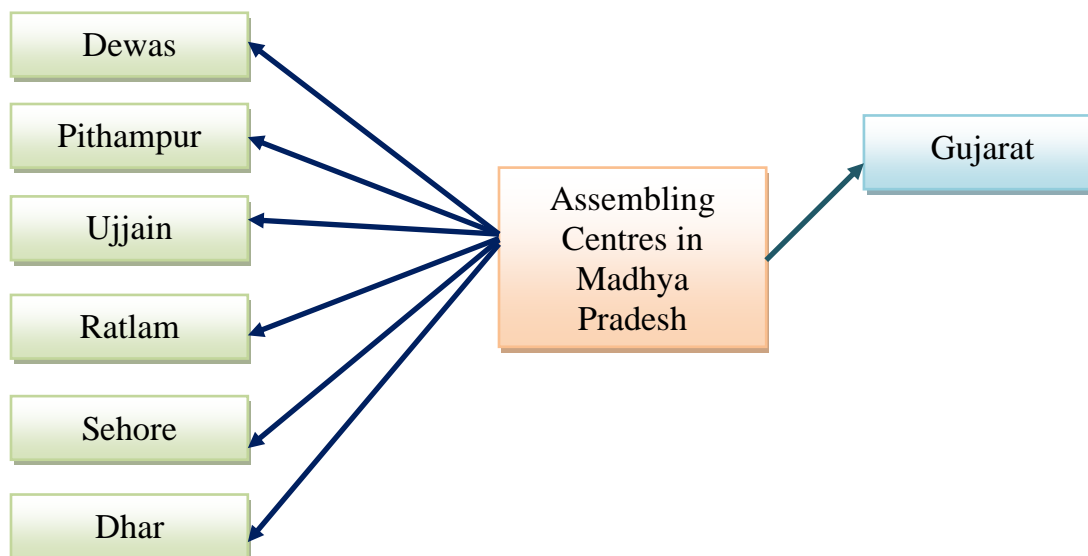 Dewas
Pithampur
Ujjain
Ratlam
Sehore
Dhar
Assembling
Centres in
Madhya
Pradesh
Gujarat